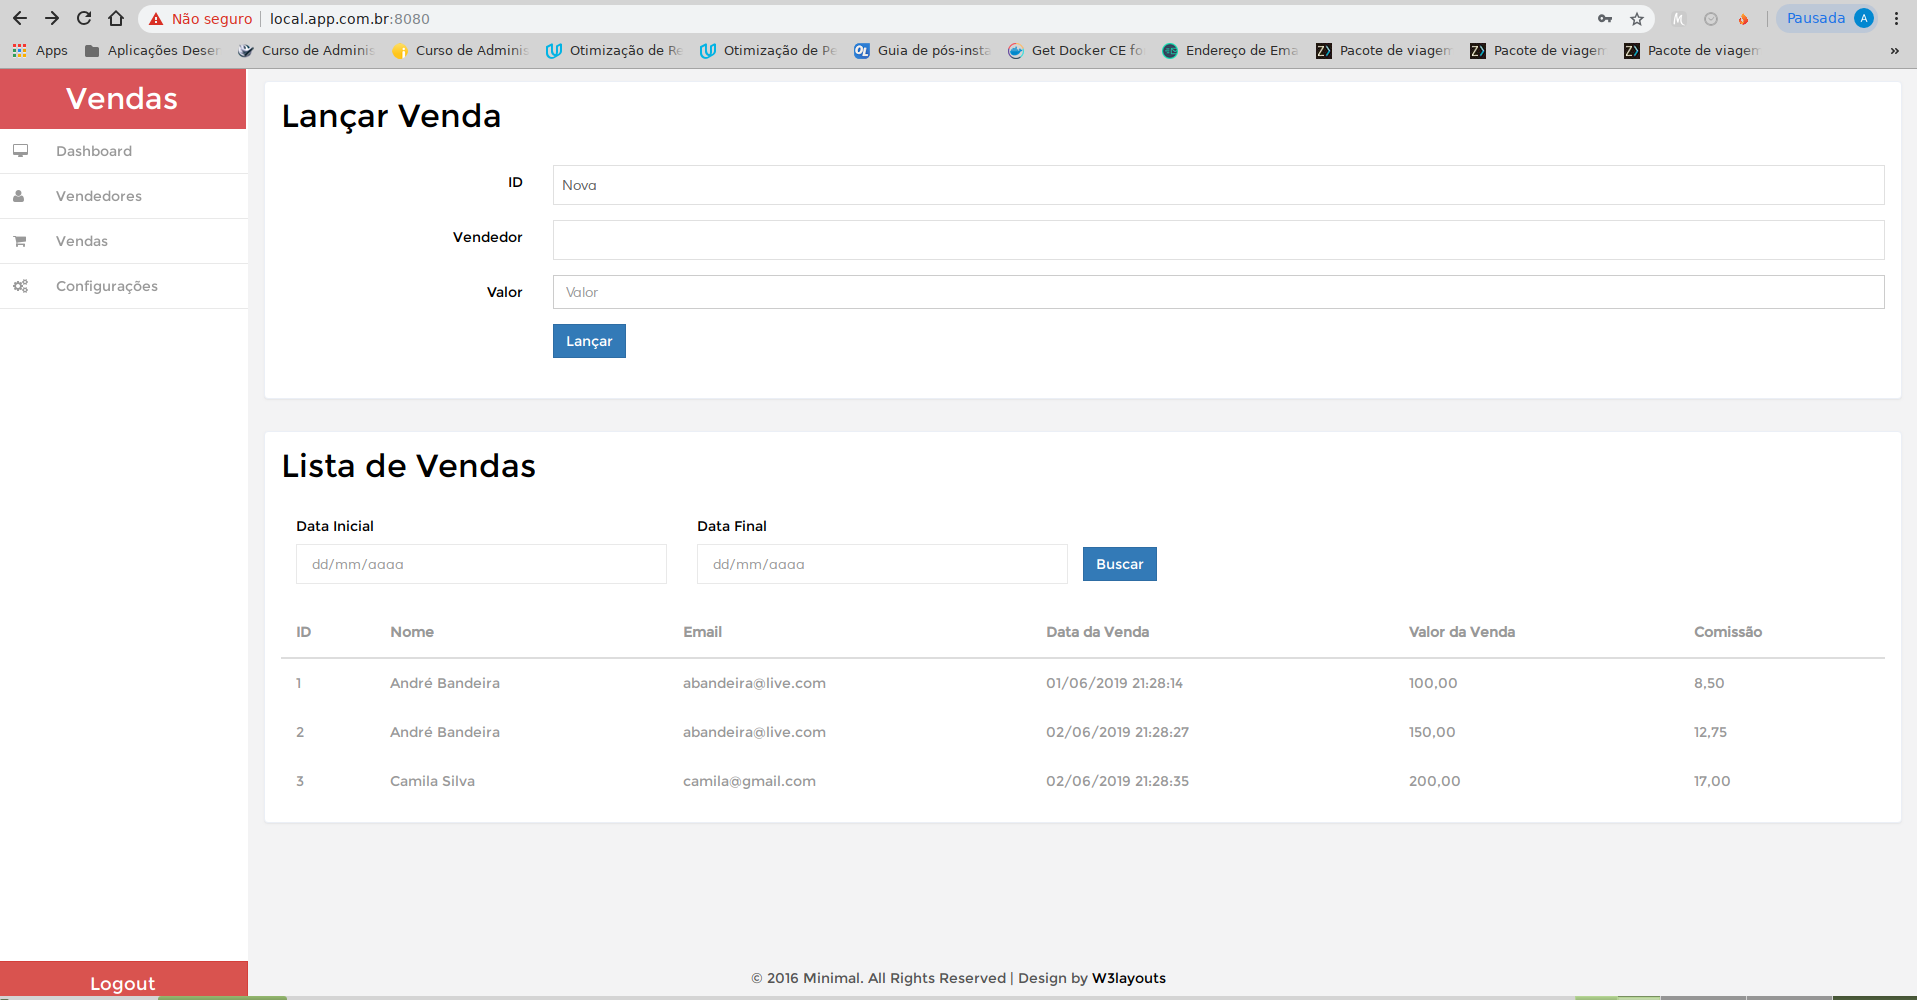 Não seguro | local.app.com.br:8080 Pausada A
Apps Aplicações Deser Curso de Adminis Curso de Adminis Otimização de Re Otimização de Pe Guia de pós-insta Get Docker CE fo Endereço de Ema Pacote de viagem Pacote de viagem Pacote de viagem »
Vendas
Dashboard
Vendedores
Vendas
Configurações
Logout
Lançar Venda
ID Nova
Vendedor
Valor Valor
Lançar
Lista de Vendas
Data Inicial Data Final
dd/mm/aaaa dd/mm/aaaa Buscar
ID Nome Email Data da Venda Valor da Venda Comissão
1 André Bandeira abandeira@live.com 01/06/2019 21:28:14 100,00 8,50
2 André Bandeira abandeira@live.com 02/06/2019 21:28:27 150,00 12,75
3 Camila Silva camila@gmail.com 02/06/2019 21:28:35 200,00 17,00
© 2016 Minimal. All Rights Reserved | Design by W3layouts